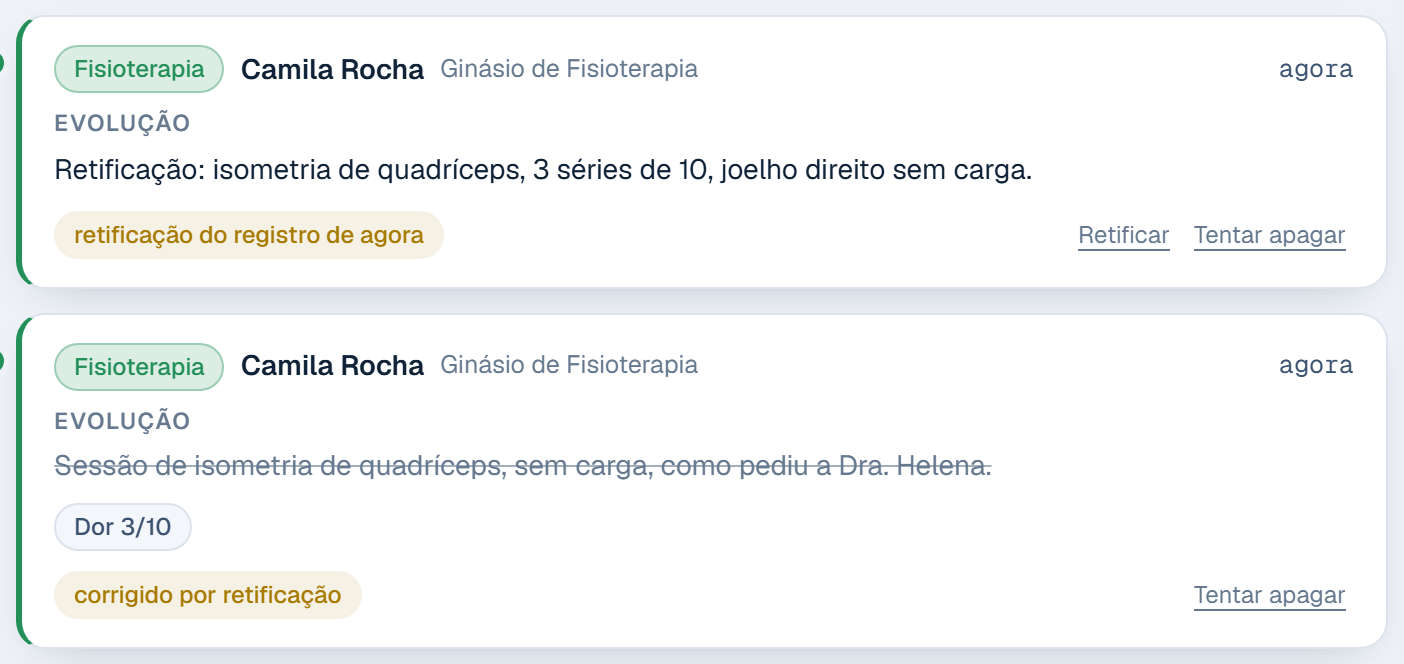 Fisioterapia Camila Rocha Ginásio de Fisioterapia agora
EVOLUÇÃO
Retificação: isometria de quadríceps, 3 séries de 10, joelho direito sem carga.
retificação do registro de agora Retificar Tentar apagar
Fisioterapia Camila Rocha Ginásio de Fisioterapia agora
EVOLUÇÃO
Sessão de isometria de quadríceps, sem carga, como pediu a Dra. Helena.
Dor 3/10
corrigido por retificação Tentar apagar